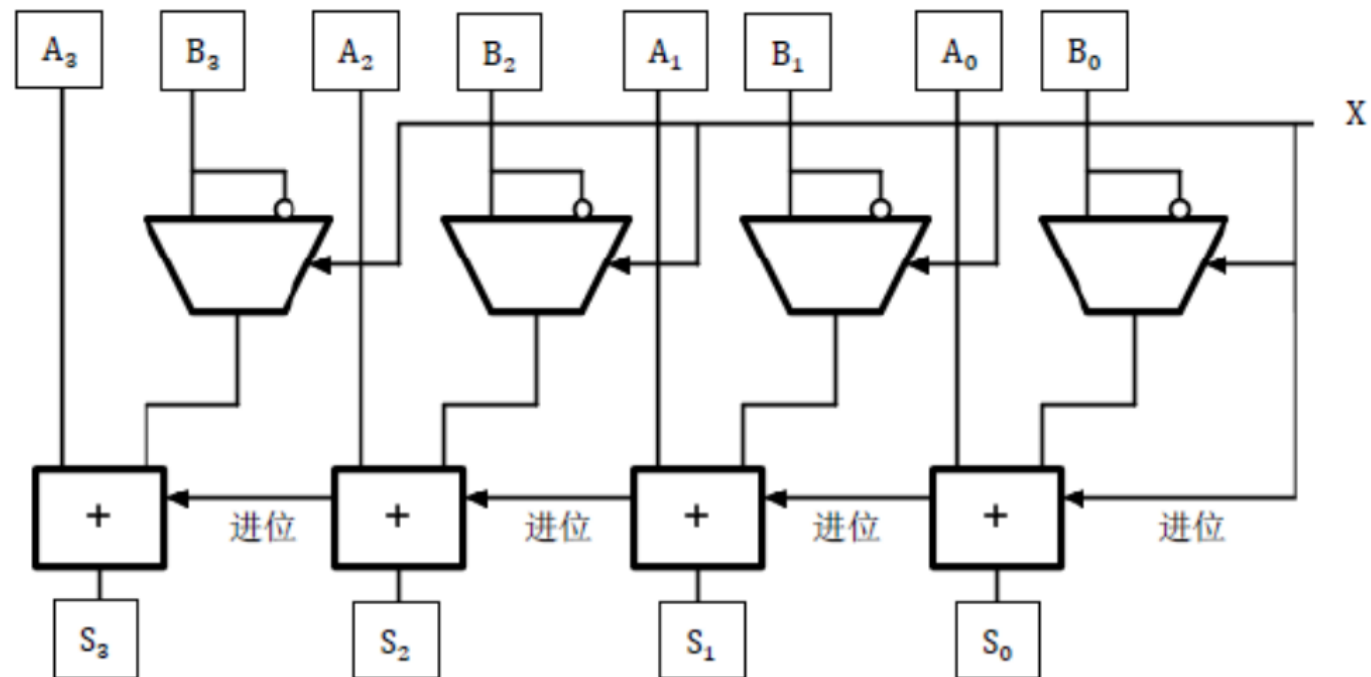 A₃ B₃ A₂ B₂ A₁ B₁ A₀ B₀
X
+ + + +
进位 进位 进位 进位
S₃ S₂ S₁ S₀